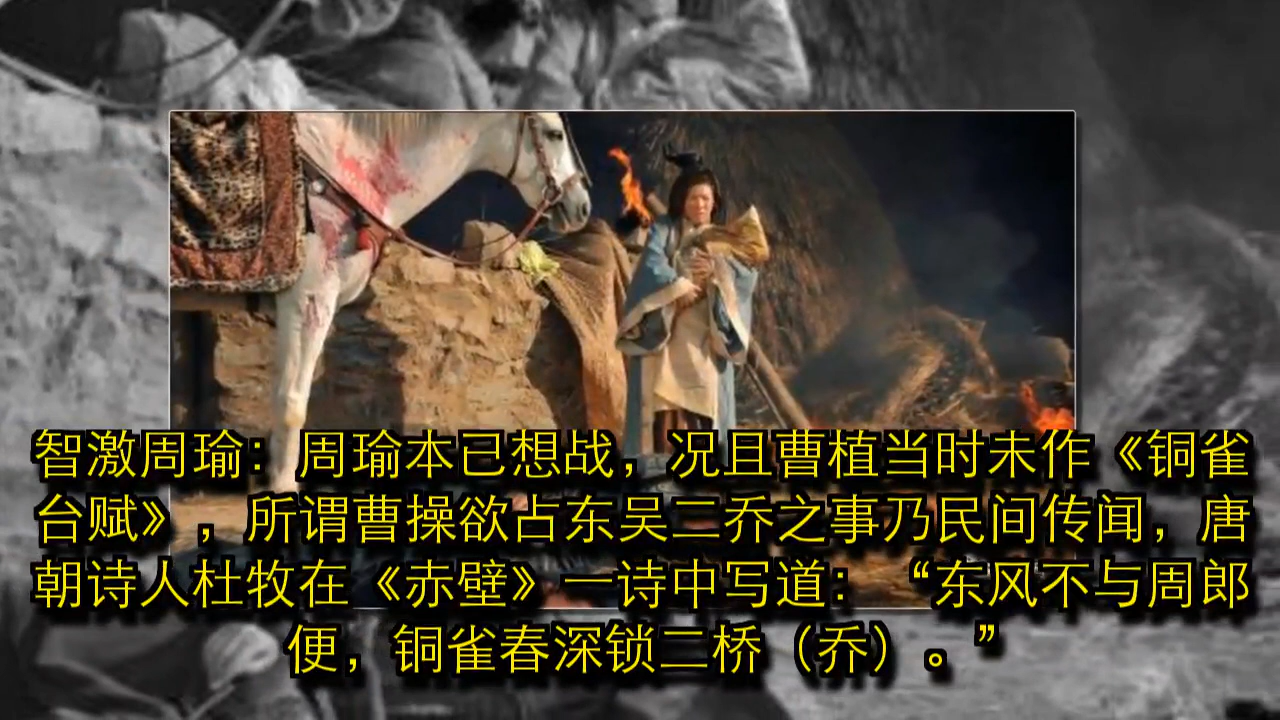 智激周瑜：周瑜本已想战，况且曹植当时未作《铜雀
台赋》，所谓曹操欲占东吴二乔之事乃民间传闻，唐
朝诗人杜牧在《赤壁》一诗中写道：“东风不与周郎
便，铜雀春深锁二桥（乔）。”